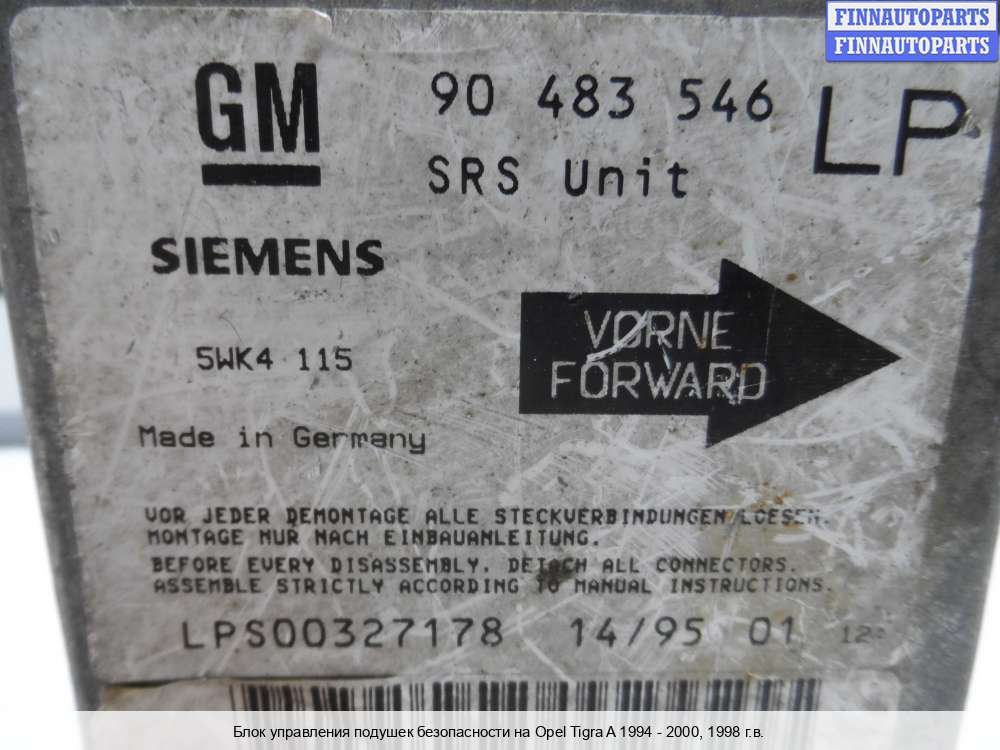 FINNAUTOPARTS
FINNAUTOPARTS
GM
90 483 546
LP
SRS Unit
SIEMENS
VORNE
FORWARD
5WK4 115
Made in Germany
VOR JEDER DEMONTAGE ALLE STECKVERBINDUNGEN LOESEN.
MONTAGE NUR NACH EINBAUANLEITUNG.
BEFORE EVERY DISASSEMBLY, DETACH ALL CONNECTORS.
ASSEMBLE STRICTLY ACCORDING TO MANUAL INSTRUCTIONS.
LPS00327178 14/95 01
Блок управления подушек безопасности на Opel Tigra A 1994 - 2000, 1998 г.в.